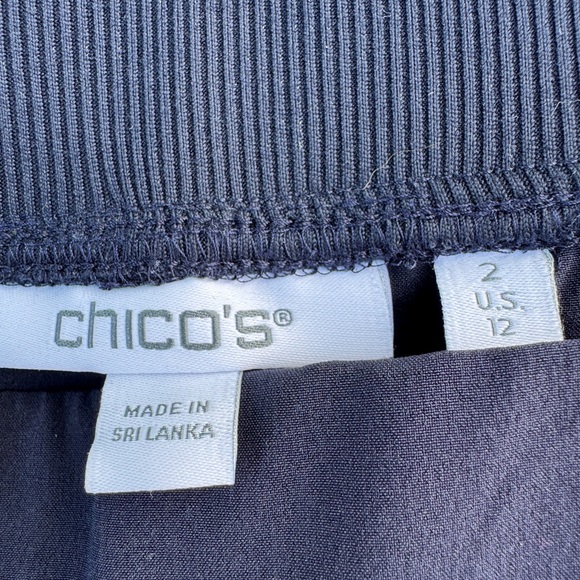 chico's®
2
U.S.
12
MADE IN
SRI LANKA